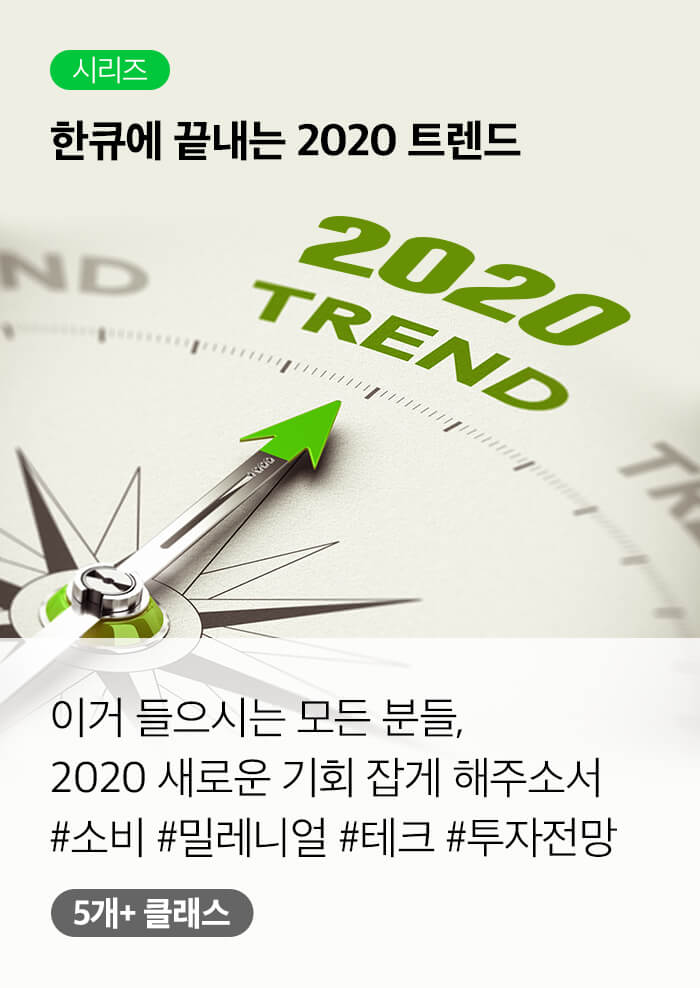 시리즈
한큐에 끝내는 2020 트렌드
2020
TREND
END
TR
이거 들으시는 모든 분들,
2020 새로운 기회 잡게 해주소서
#소비 #밀레니얼 #테크 #투자전망
5개+ 클래스